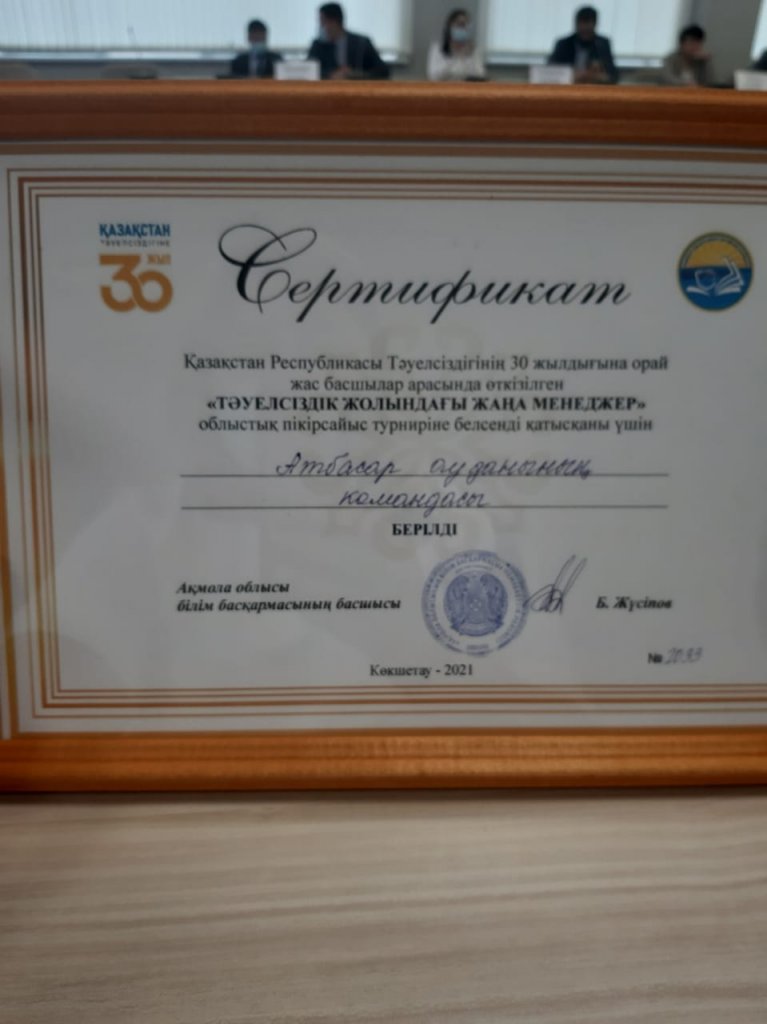 ҚАЗАҚСТАН
ТӘУЕЛСІЗДІГІНЕ
30 ЖЫЛ
Сертификат
Қазақстан Республикасы Тәуелсіздігінің 30 жылдығына орай
жас басшылар арасында өткізілген
«ТӘУЕЛСІЗДІК ЖОЛЫНДАҒЫ ЖАҢА МЕНЕДЖЕР»
облыстық пікірсайыс турниріне белсенді қатысқаны үшін
Атбасар ауданының
командасы
БЕРІЛДІ
Ақмола облысы
білім басқармасының басшысы
Б. Жүсіпов
Көкшетау - 2021
№